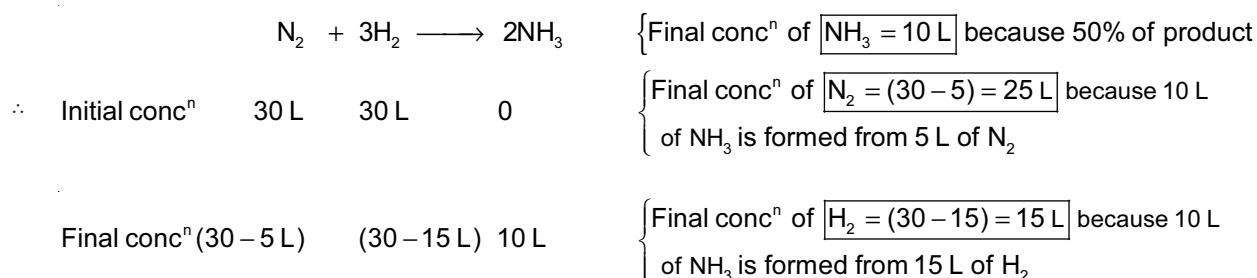 N₂ + 3H₂ ⟶ 2NH₃ {Final concⁿ of NH₃ = 10 L because 50% of product
∴ Initial concⁿ 30 L 30 L 0 {Final concⁿ of N₂ = (30 – 5) = 25 L because 10 L
of NH₃ is formed from 5 L of N₂
Final concⁿ (30 – 5 L) (30 – 15 L) 10 L {Final concⁿ of H₂ = (30 – 15) = 15 L because 10 L
of NH₃ is formed from 15 L of H₂